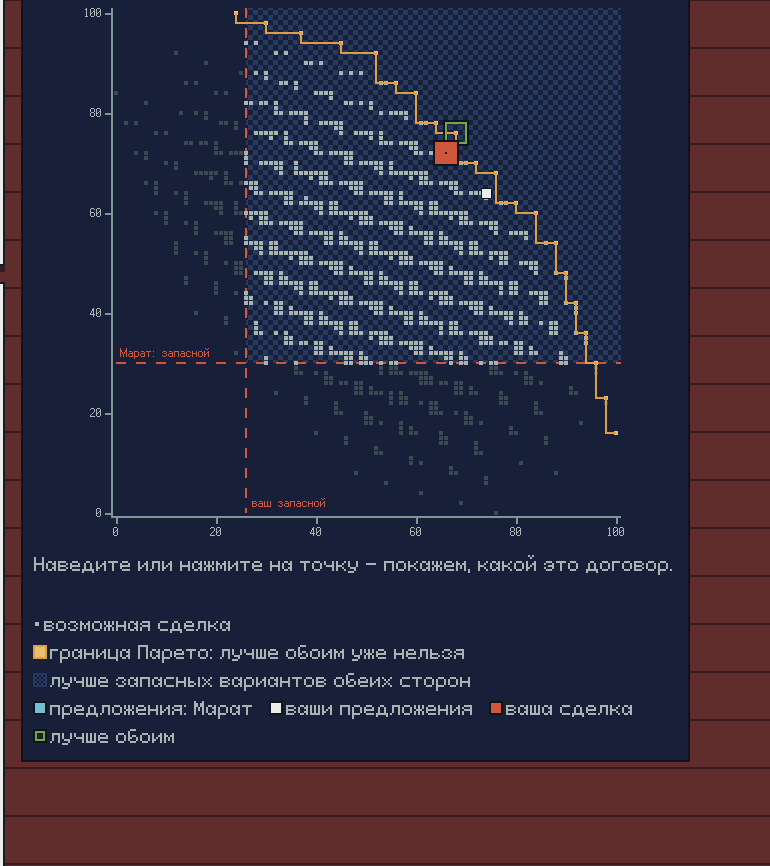 100
80
60
40
Марат: запасной
20
ваш запасной
0
0 20 40 60 80 100
Наведите или нажмите на точку — покажем, какой это договор.
возможная сделка
граница Парето: лучше обоим уже нельзя
лучше запасных вариантов обеих сторон
предложения: Марат ваши предложения ваша сделка
лучше обоим